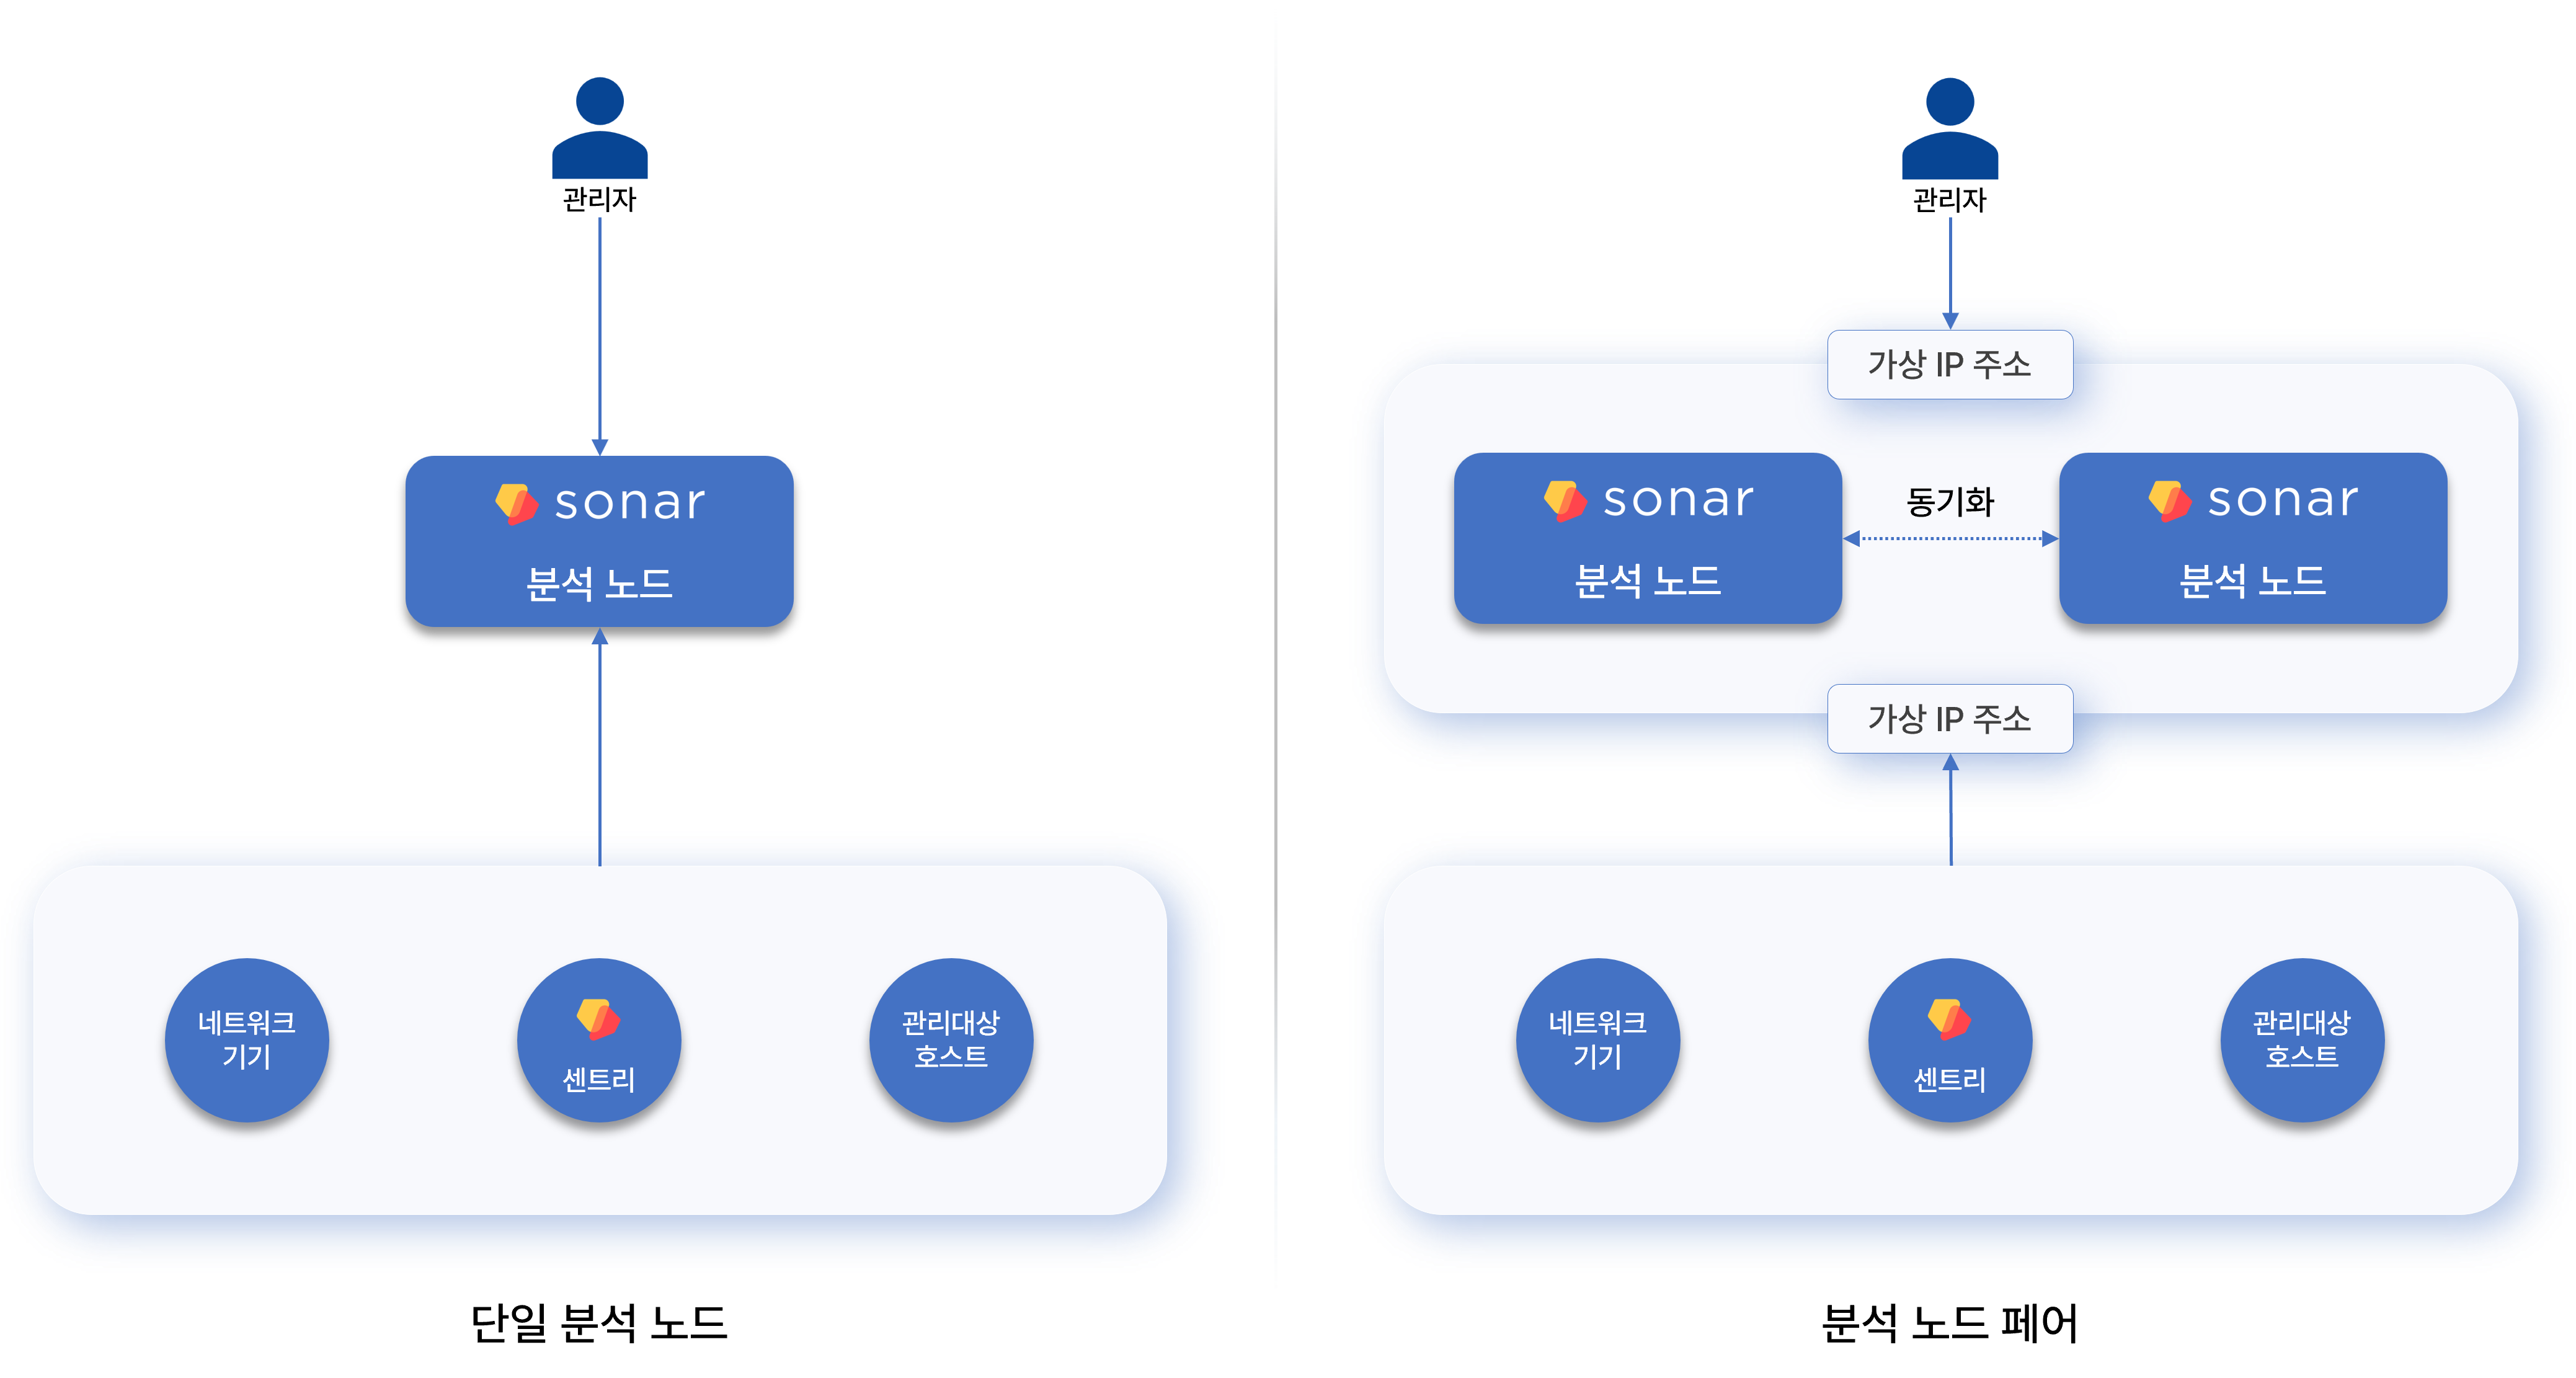 관리자
sonar
분석 노드
네트워크
기기
센트리
관리대상
호스트
단일 분석 노드
관리자
가상 IP 주소
sonar
분석 노드
동기화
sonar
분석 노드
가상 IP 주소
네트워크
기기
센트리
관리대상
호스트
분석 노드 페어